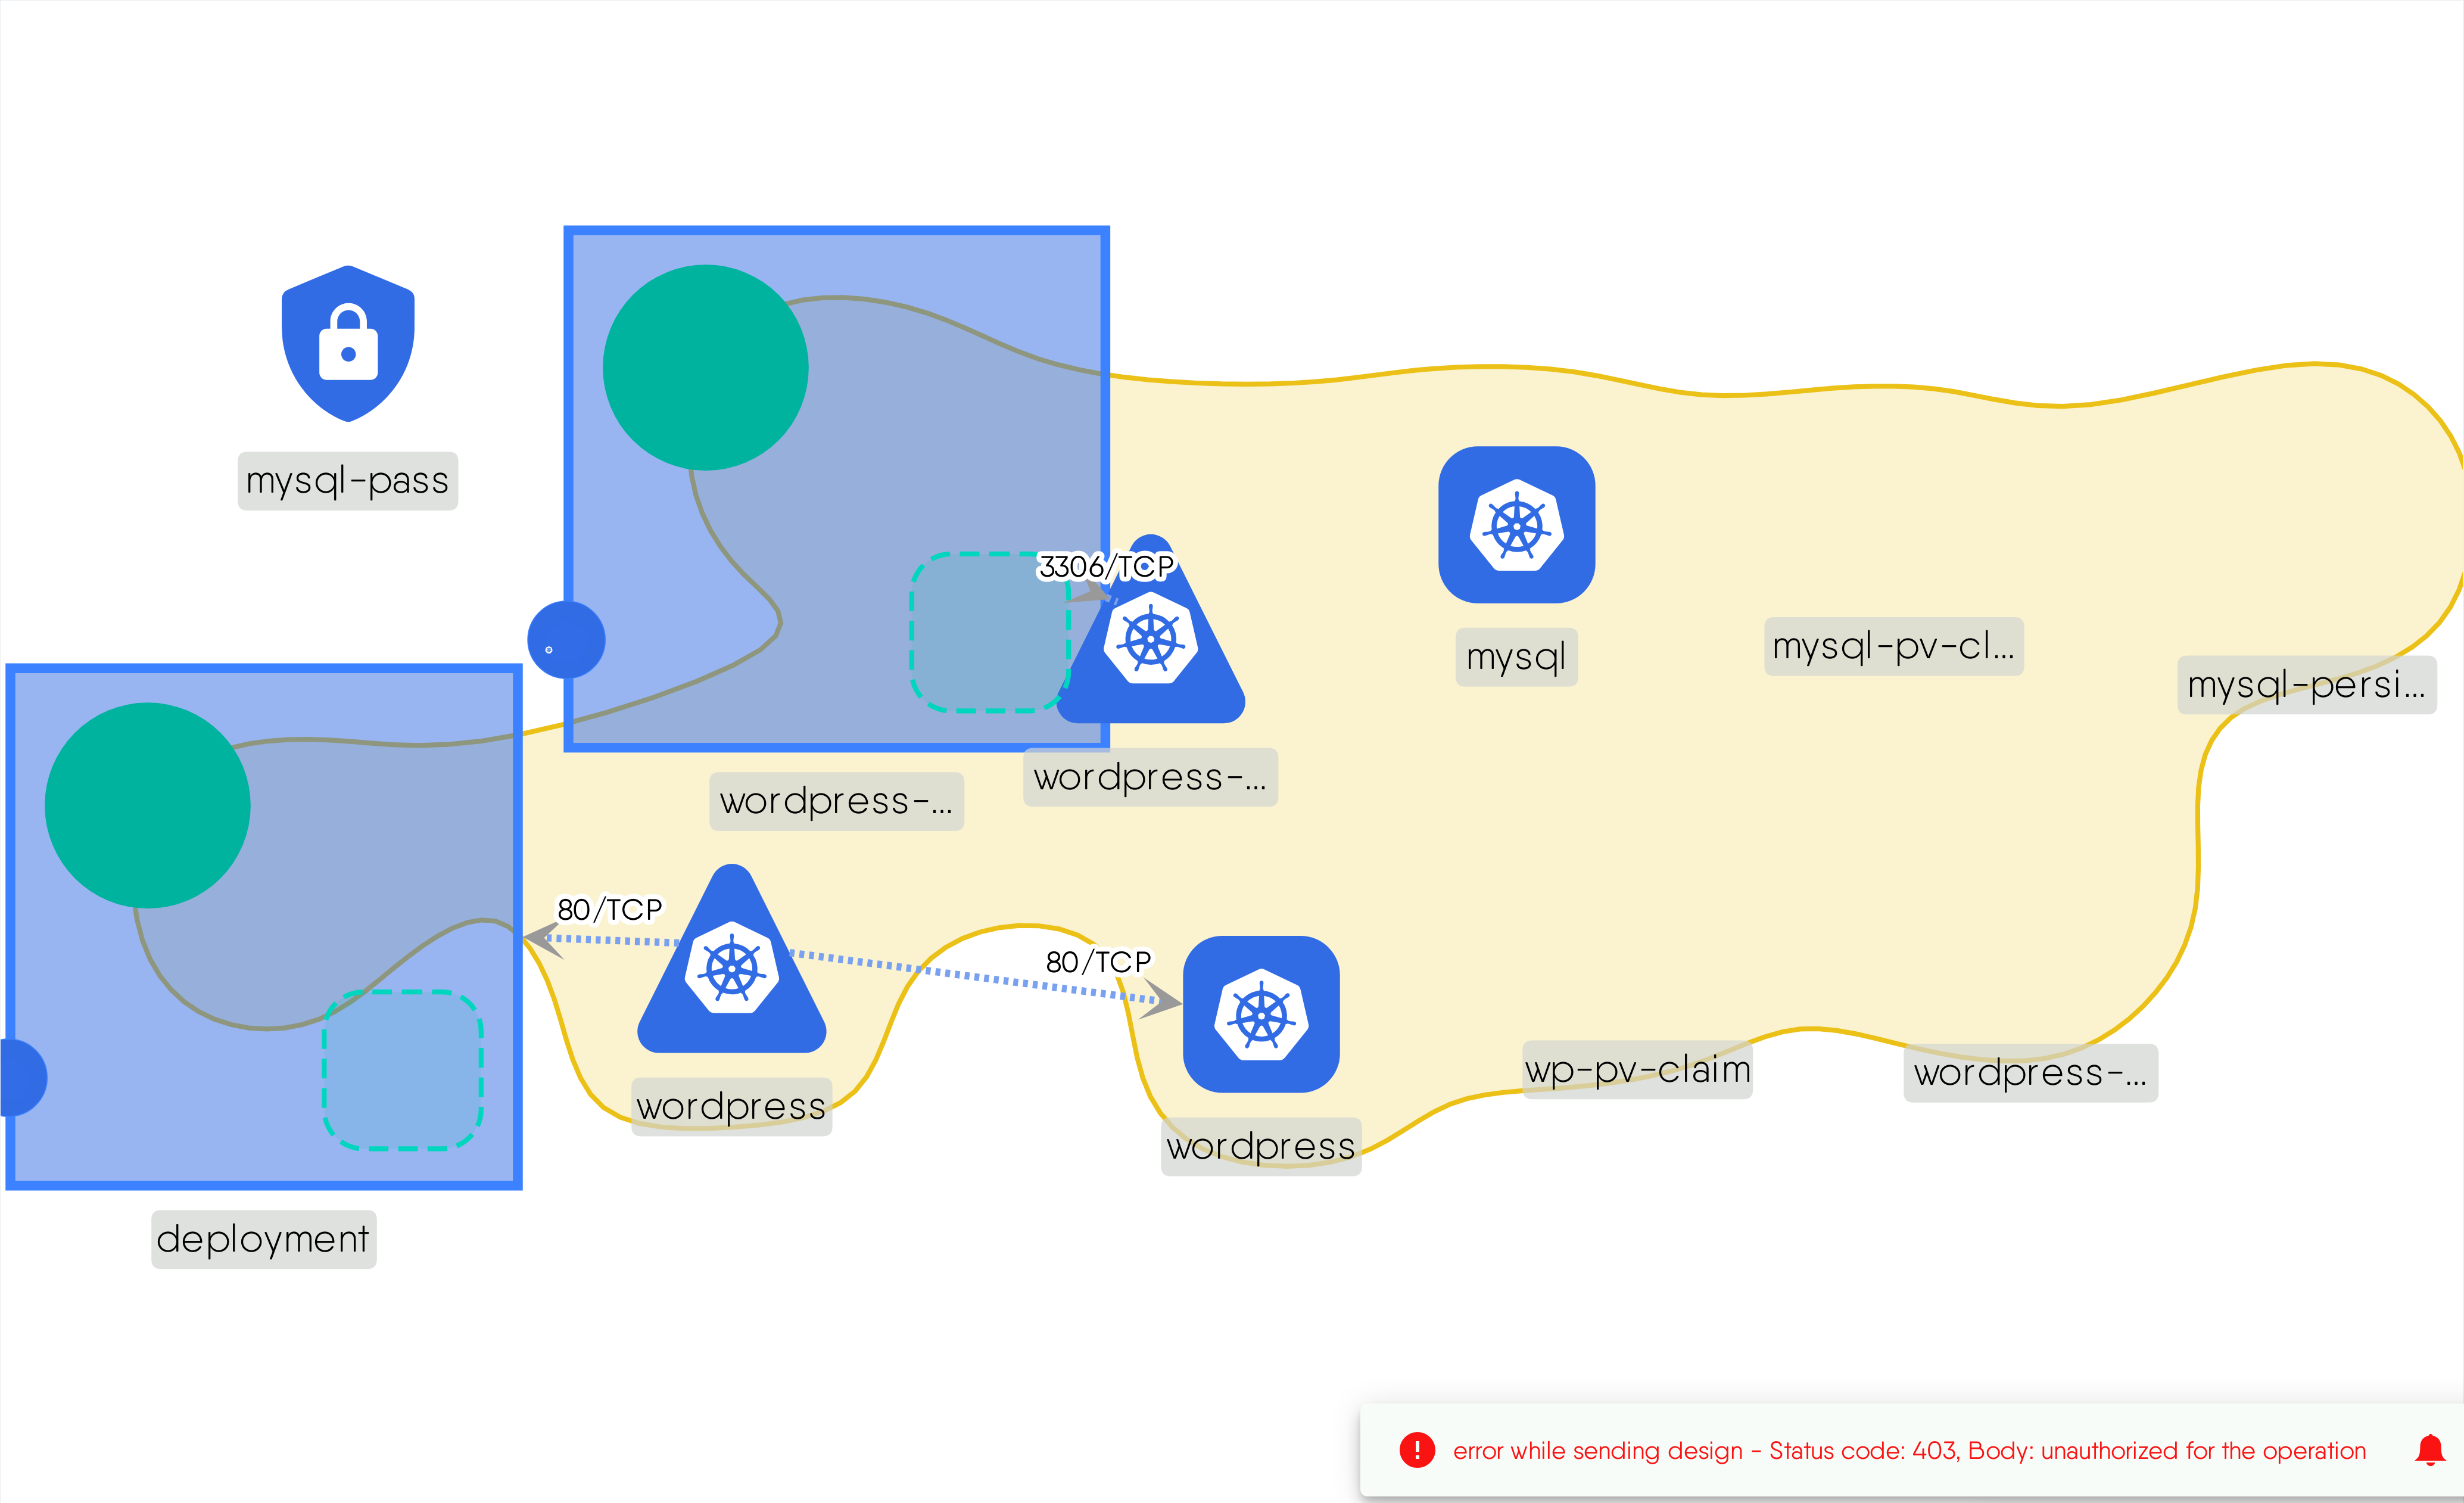 mysql-pass
3306/TCP
mysql
mysql-pv-cl...
mysql-persi...
wordpress-...
wordpress-...
80/TCP
80/TCP
wordpress
wordpress
wp-pv-claim
wordpress-...
deployment
error while sending design - Status code: 403, Body: unauthorized for the operation